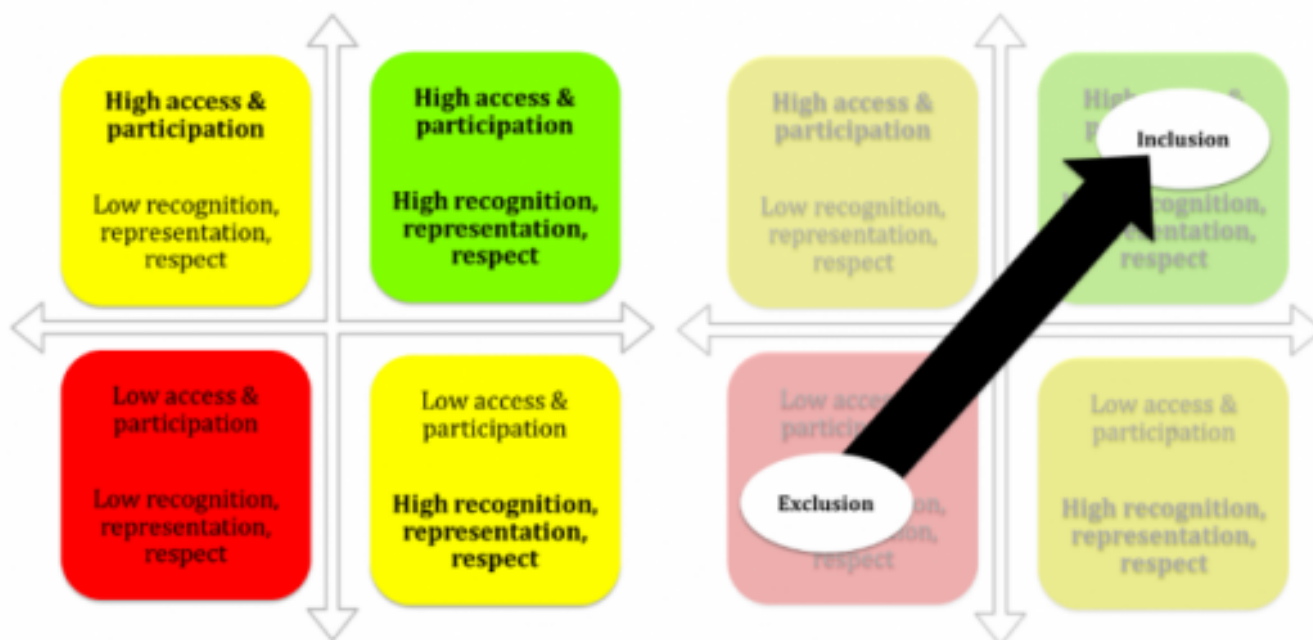 High access &
participation
Low recognition,
representation,
respect
High access &
participation
High recognition,
representation,
respect
Low access &
participation
Low recognition,
representation,
respect
Low access &
participation
High recognition,
representation,
respect
High access &
participation
Low recognition,
representation,
respect
Inclusion
respect
Exclusion
respect
Low access &
participation
High recognition,
representation,
respect